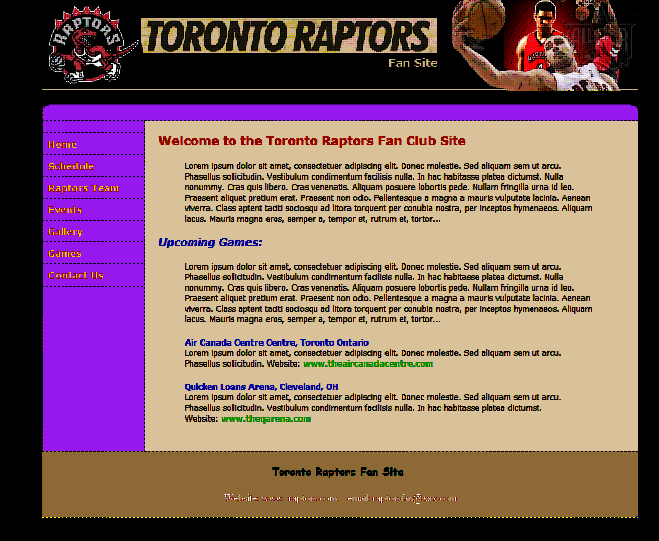 RAPTORS
TORONTO RAPTORS
Fan Site
Home
Schedule
Raptors Team
Events
Gallery
Games
Contact Us
Welcome to the Toronto Raptors Fan Club Site
Lorem ipsum dolor sit amet, consectetuer adipiscing elit. Donec molestie. Sed aliquam sem ut arcu.
Phasellus sollicitudin. Vestibulum condimentum facilisis nulla. In hac habitasse platea dictumst. Nulla
nonummy. Cras quis libero. Cras venenatis. Aliquam posuere lobortis pede. Nullam fringilla urna id leo.
Praesent aliquet pretium erat. Praesent non odio. Pellentesque a magna a mauris vulputate lacinia. Aenean
viverra. Class aptent taciti sociosqu ad litora torquent per conubia nostra, per inceptos hymenaeos. Aliquam
lacus. Mauris magna eros, semper a, tempor et, rutrum et, tortor...
Upcoming Games:
Lorem ipsum dolor sit amet, consectetuer adipiscing elit. Donec molestie. Sed aliquam sem ut arcu.
Phasellus sollicitudin. Vestibulum condimentum facilisis nulla. In hac habitasse platea dictumst. Nulla
nonummy. Cras quis libero. Cras venenatis. Aliquam posuere lobortis pede. Nullam fringilla urna id leo.
Praesent aliquet pretium erat. Praesent non odio. Pellentesque a magna a mauris vulputate lacinia. Aenean
viverra. Class aptent taciti sociosqu ad litora torquent per conubia nostra, per inceptos hymenaeos. Aliquam
lacus. Mauris magna eros, semper a, tempor et, rutrum et, tortor...
Air Canada Centre Centre, Toronto Ontario
Lorem ipsum dolor sit amet, consectetuer adipiscing elit. Donec molestie. Sed aliquam sem ut arcu.
Phasellus sollicitudin. Website: www.theaircanadacentre.com
Quicken Loans Arena, Cleveland, OH
Lorem ipsum dolor sit amet, consectetuer adipiscing elit. Donec molestie. Sed aliquam sem ut arcu.
Phasellus sollicitudin. Vestibulum condimentum facilisis nulla. In hac habitasse platea dictumst.
Website: www.theqarena.com
Toronto Raptors Fan Site
Website: www. raptors.com email: